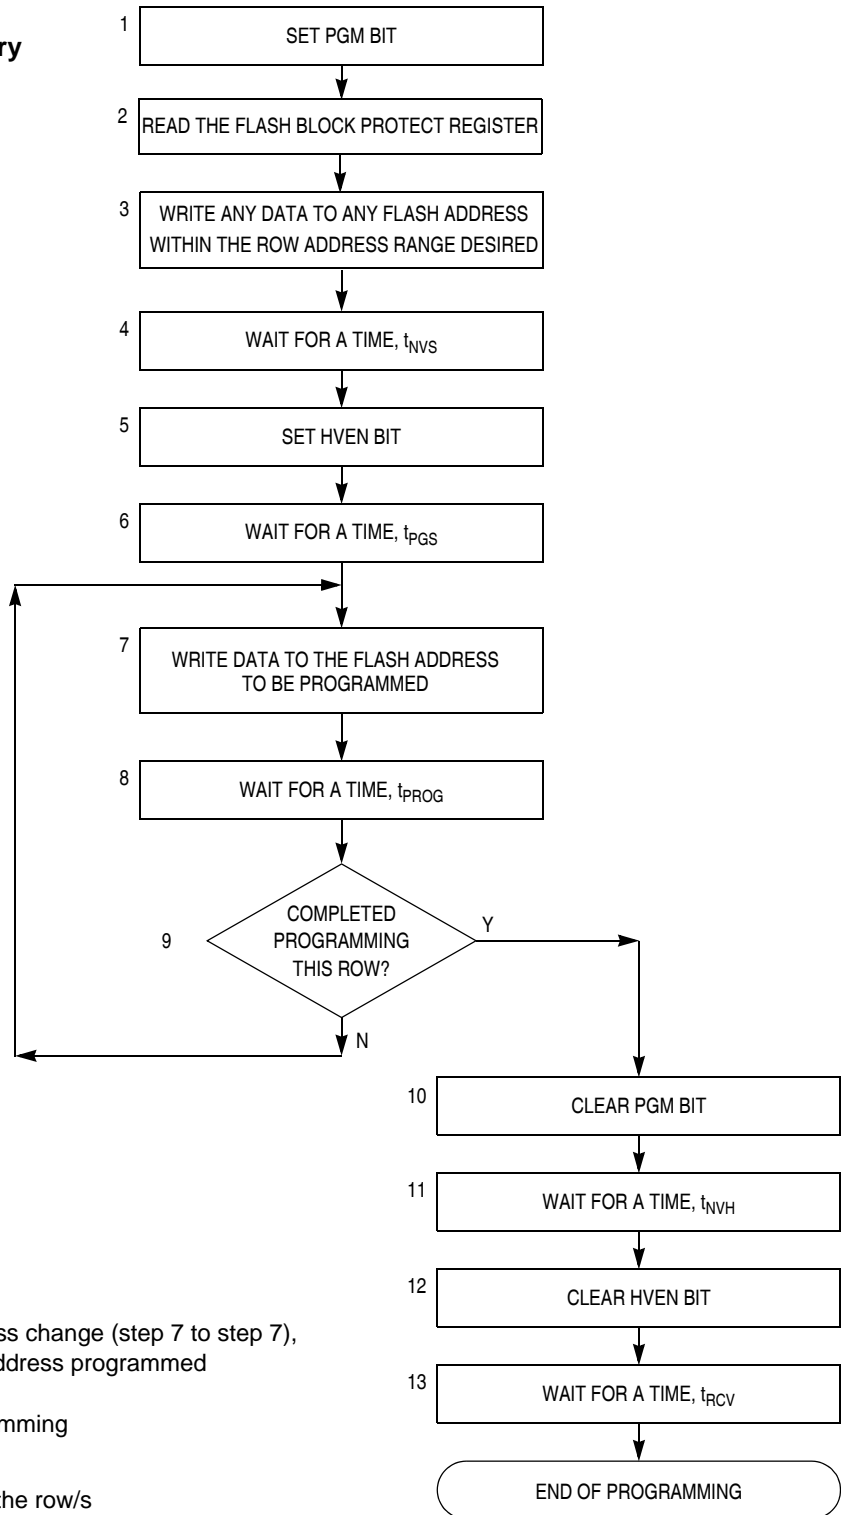 1
SET PGM BIT
ry
2
READ THE FLASH BLOCK PROTECT REGISTER
3
WRITE ANY DATA TO ANY FLASH ADDRESS
WITHIN THE ROW ADDRESS RANGE DESIRED
4
WAIT FOR A TIME, tNVS
5
SET HVEN BIT
6
WAIT FOR A TIME, tPGS
7
WRITE DATA TO THE FLASH ADDRESS
TO BE PROGRAMMED
8
WAIT FOR A TIME, tPROG
9
COMPLETED
PROGRAMMING
THIS ROW?
Y
N
10
CLEAR PGM BIT
11
WAIT FOR A TIME, tNVH
12
CLEAR HVEN BIT
ss change (step 7 to step 7),
ddress programmed
13
WAIT FOR A TIME, tRCV
mming
END OF PROGRAMMING
the row/s